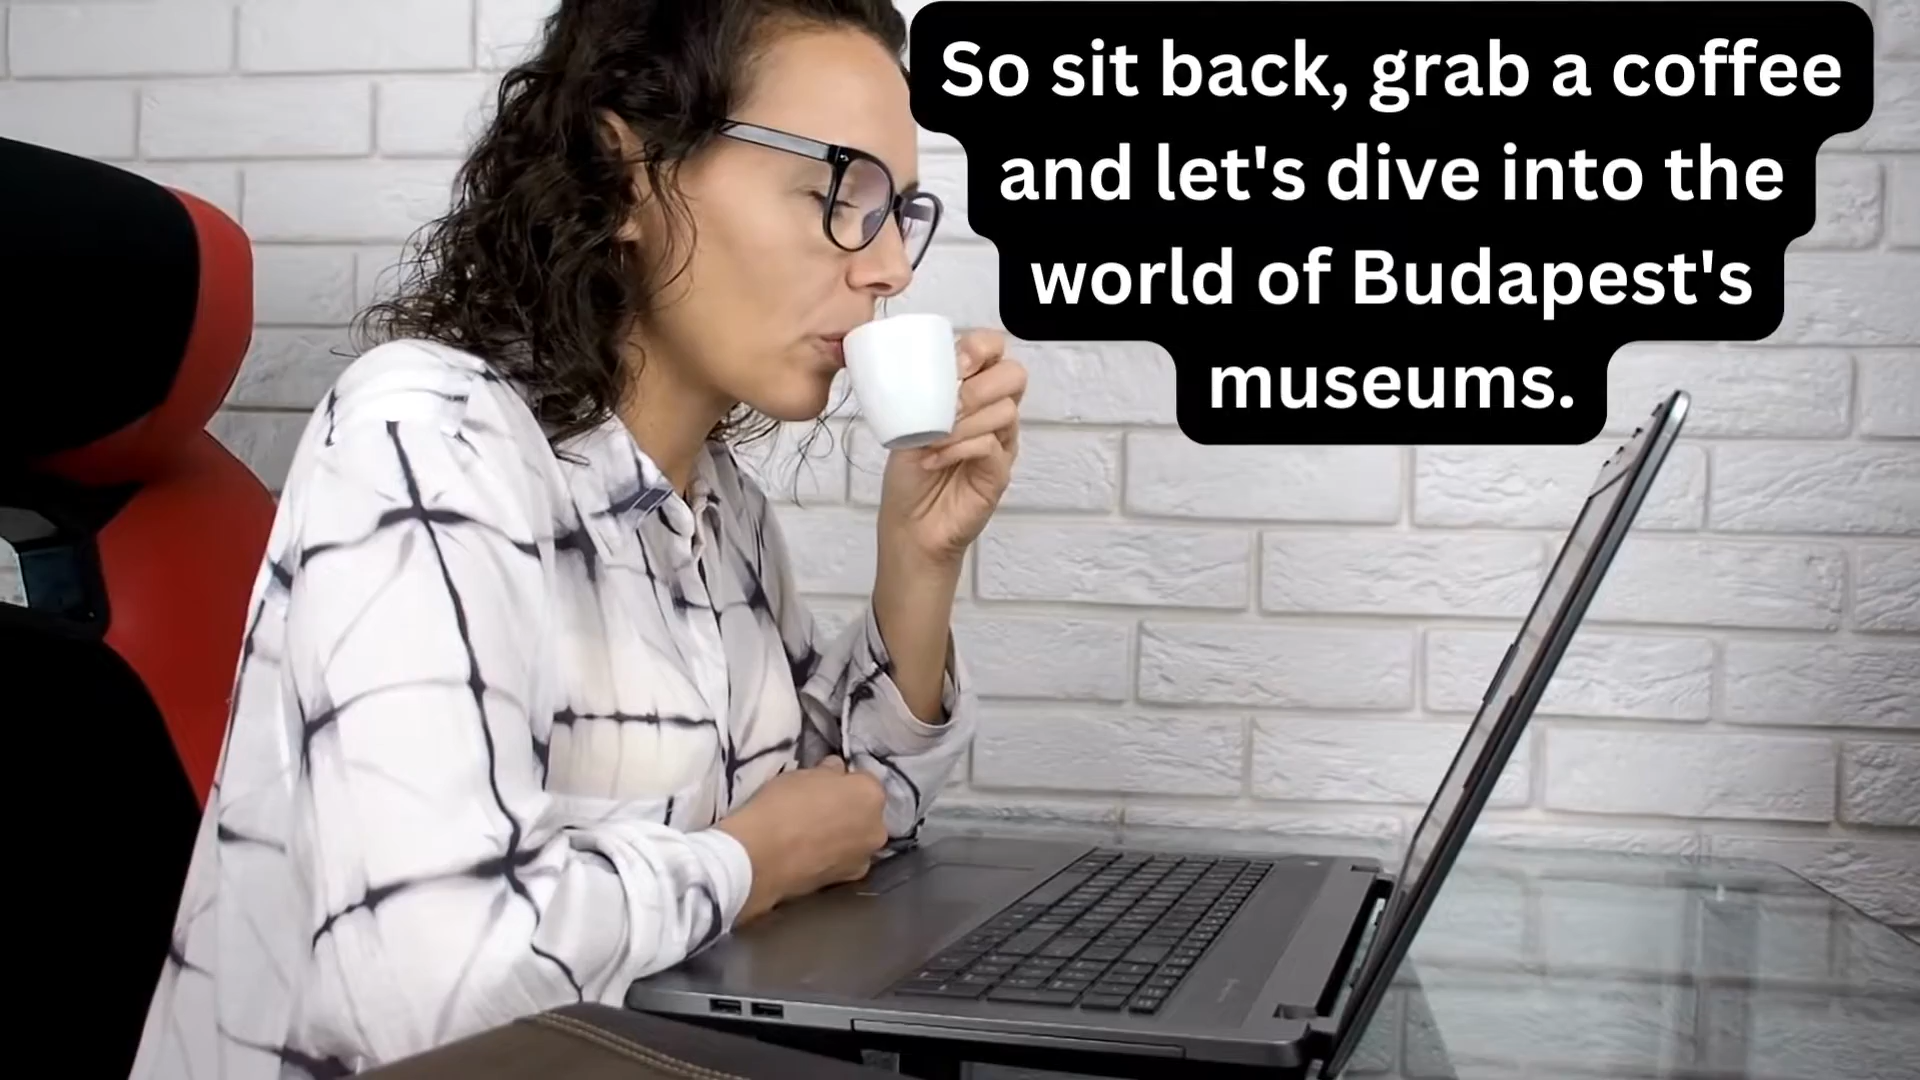 So sit back, grab a coffee
and let's dive into the
world of Budapest's
museums.